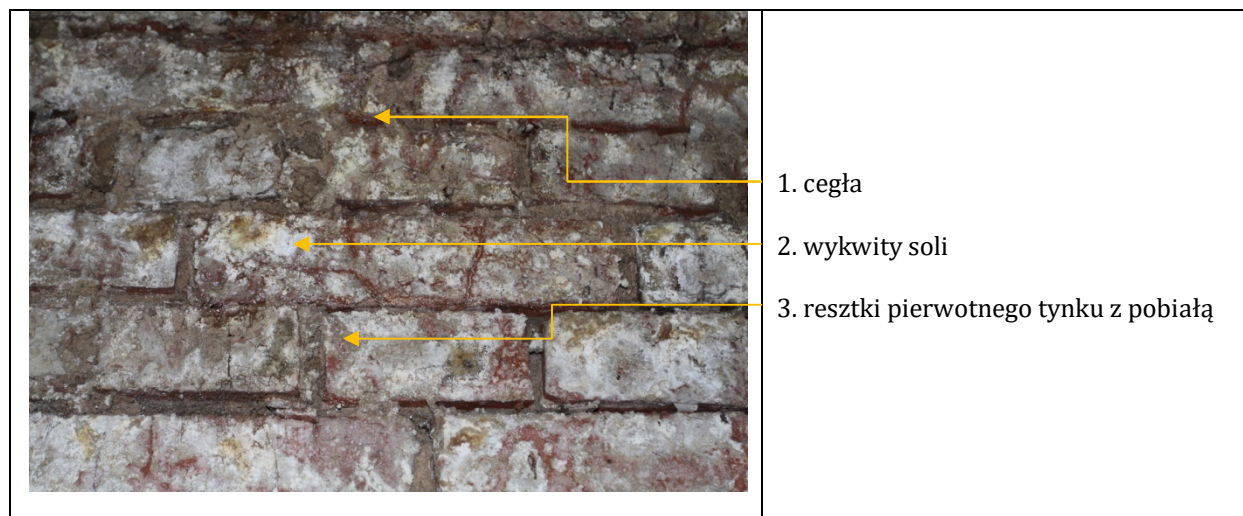 1. cegła
2. wykwity soli
3. resztki pierwotnego tynku z pobiałą